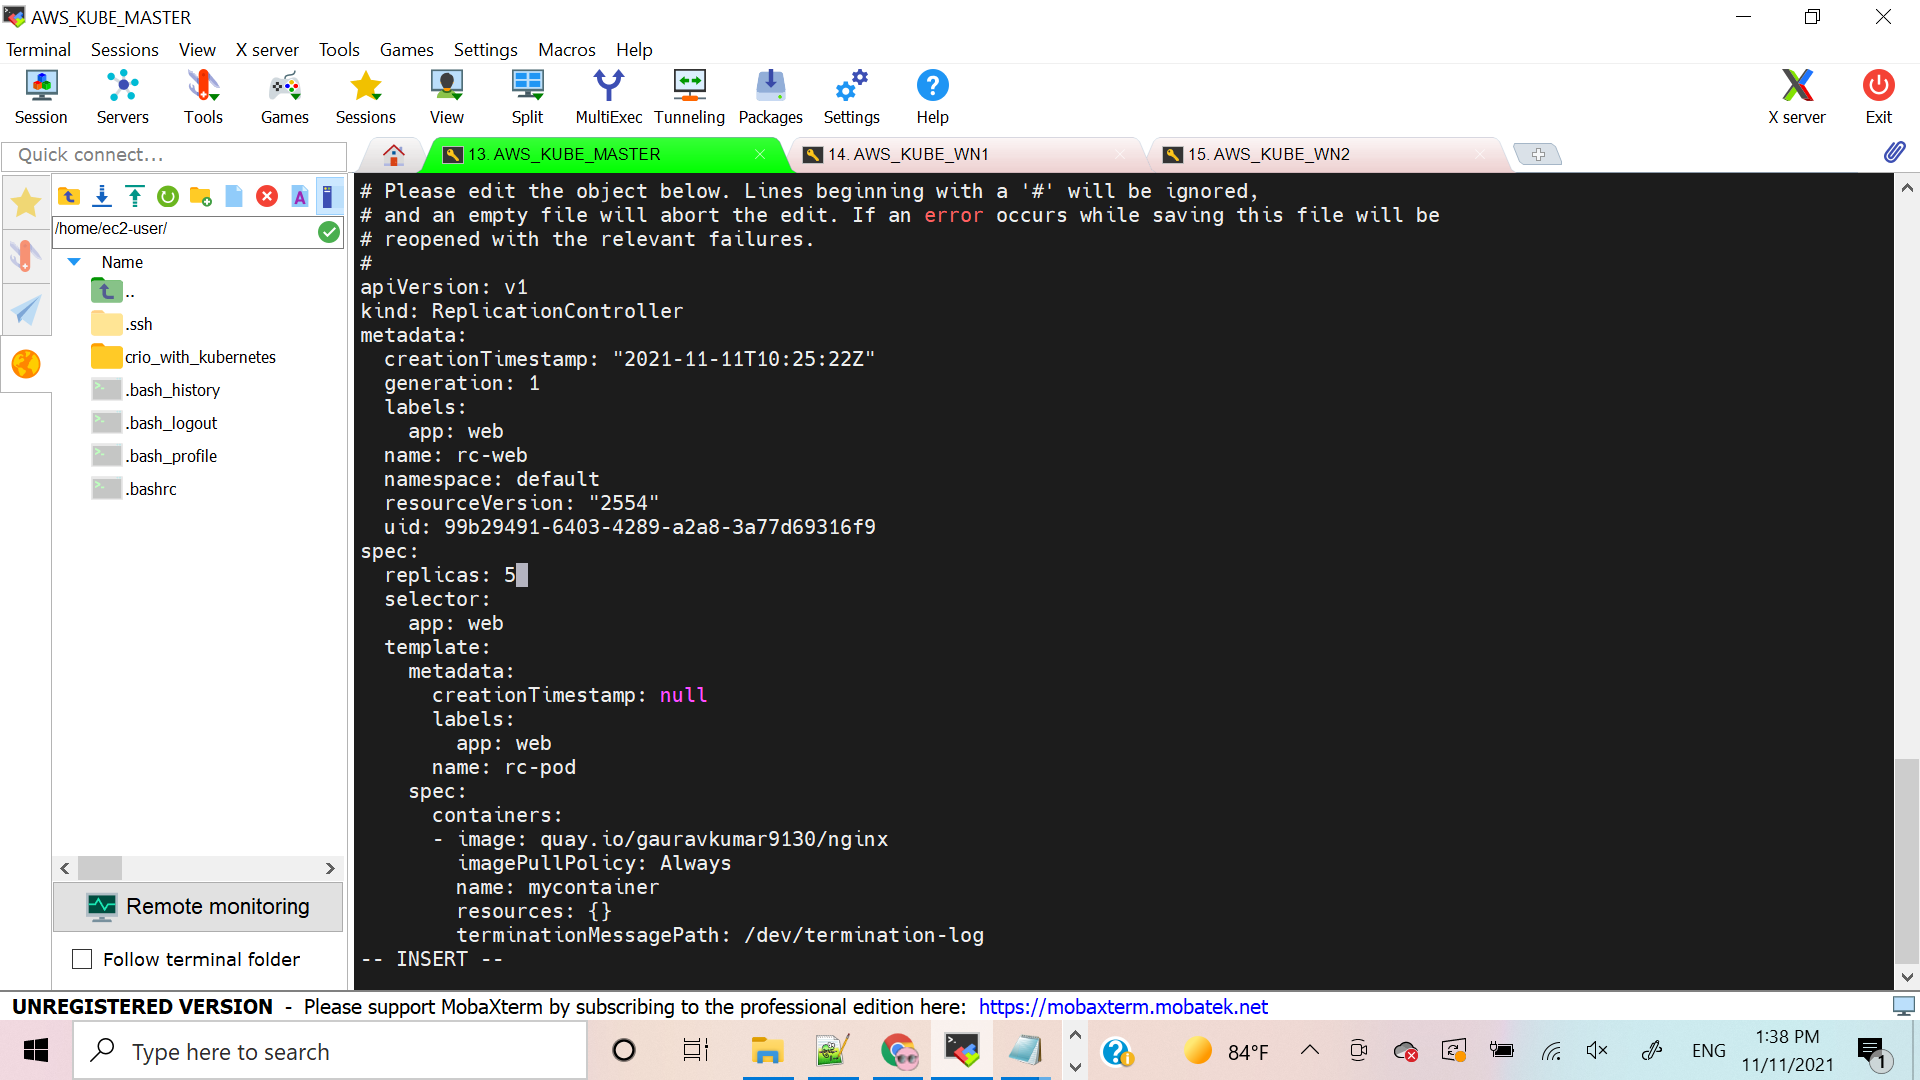 AWS_KUBE_MASTER
Terminal Sessions View X server Tools Games Settings Macros Help
Session Servers Tools Games Sessions View Split MultiExec Tunneling Packages Settings Help X server Exit
Quick connect...
13. AWS_KUBE_MASTER
14. AWS_KUBE_WN1
15. AWS_KUBE_WN2
/home/ec2-user/
Name
..
.ssh
crio_with_kubernetes
.bash_history
.bash_logout
.bash_profile
.bashrc
Remote monitoring
Follow terminal folder
# Please edit the object below. Lines beginning with a '#' will be ignored,
# and an empty file will abort the edit. If an error occurs while saving this file will be
# reopened with the relevant failures.
#
apiVersion: v1
kind: ReplicationController
metadata:
  creationTimestamp: "2021-11-11T10:25:22Z"
  generation: 1
  labels:
    app: web
  name: rc-web
  namespace: default
  resourceVersion: "2554"
  uid: 99b29491-6403-4289-a2a8-3a77d69316f9
spec:
  replicas: 5
  selector:
    app: web
  template:
    metadata:
      creationTimestamp: null
      labels:
        app: web
      name: rc-pod
    spec:
      containers:
      - image: quay.io/gauravkumar9130/nginx
        imagePullPolicy: Always
        name: mycontainer
        resources: {}
        terminationMessagePath: /dev/termination-log
-- INSERT --
UNREGISTERED VERSION - Please support MobaXterm by subscribing to the professional edition here: https://mobaxterm.mobatek.net
Type here to search
84°F
ENG
1:38 PM
11/11/2021
1